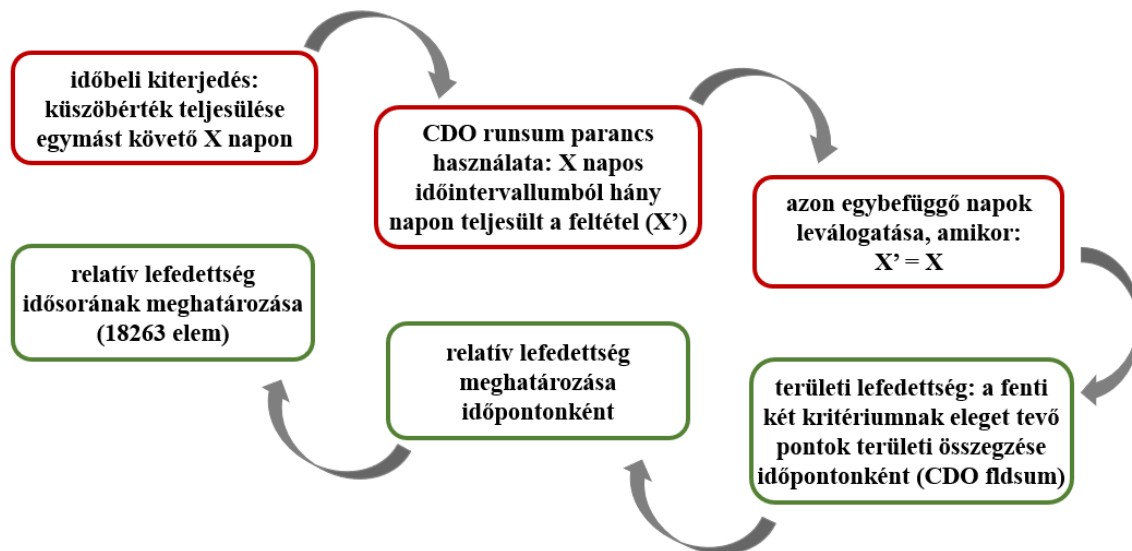 időbeli kiterjedés:
küszöbérték teljesülése
egymást követő X napon
CDO runsum parancs
használata: X napos
időintervallumból hány
napon teljesült a feltétel (X’)
azon egybefüggő napok
leválogatása, amikor:
X’ = X
területi lefedettség: a fenti
két kritériumnak eleget tevő
pontok területi összegzése
időpontonként (CDO fldsum)
relatív lefedettség
meghatározása
időpontonként
relatív lefedettség
idősorának meghatározása
(18263 elem)